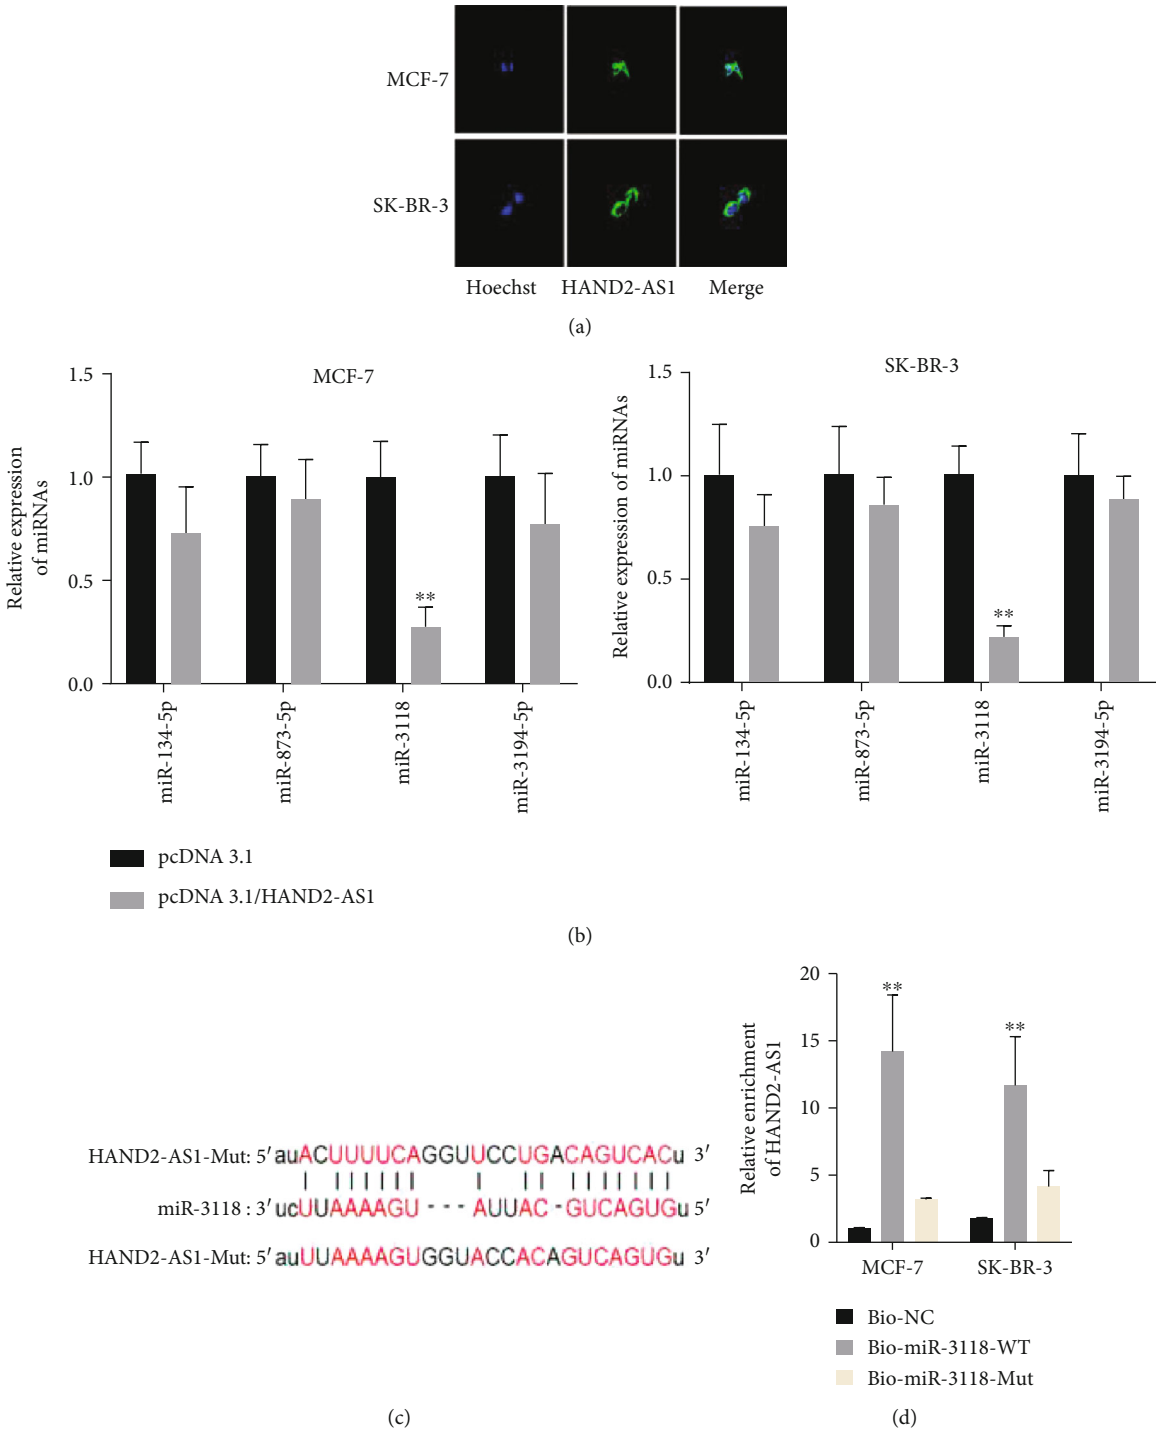 MCF-7
SK-BR-3
Hoechst HAND2-AS1 Merge
(a)
MCF-7
Relative expression
of miRNAs
1.5
1.0
0.5
0.0
miR-134-5p
miR-873-5p
miR-3118
miR-3194-5p
**
SK-BR-3
Relative expression of miRNAs
1.5
1.0
0.5
0.0
miR-134-5p
miR-873-5p
miR-3118
miR-3194-5p
**
pcDNA 3.1
pcDNA 3.1/HAND2-AS1
(b)
HAND2-AS1-Mut: 5′ auACUUUUCAGGUUCCUGACAGUCACu 3′
miR-3118 : 3′ ucUUAAAAGU - - - AUUAC - GUCAGUGu 5′
HAND2-AS1-Mut: 5′ auUUAAAAGUGGUACCACAGUCAGUGu 3′
(c)
Relative enrichment
of HAND2-AS1
20
15
10
5
0
**
**
MCF-7 SK-BR-3
Bio-NC
Bio-miR-3118-WT
Bio-miR-3118-Mut
(d)